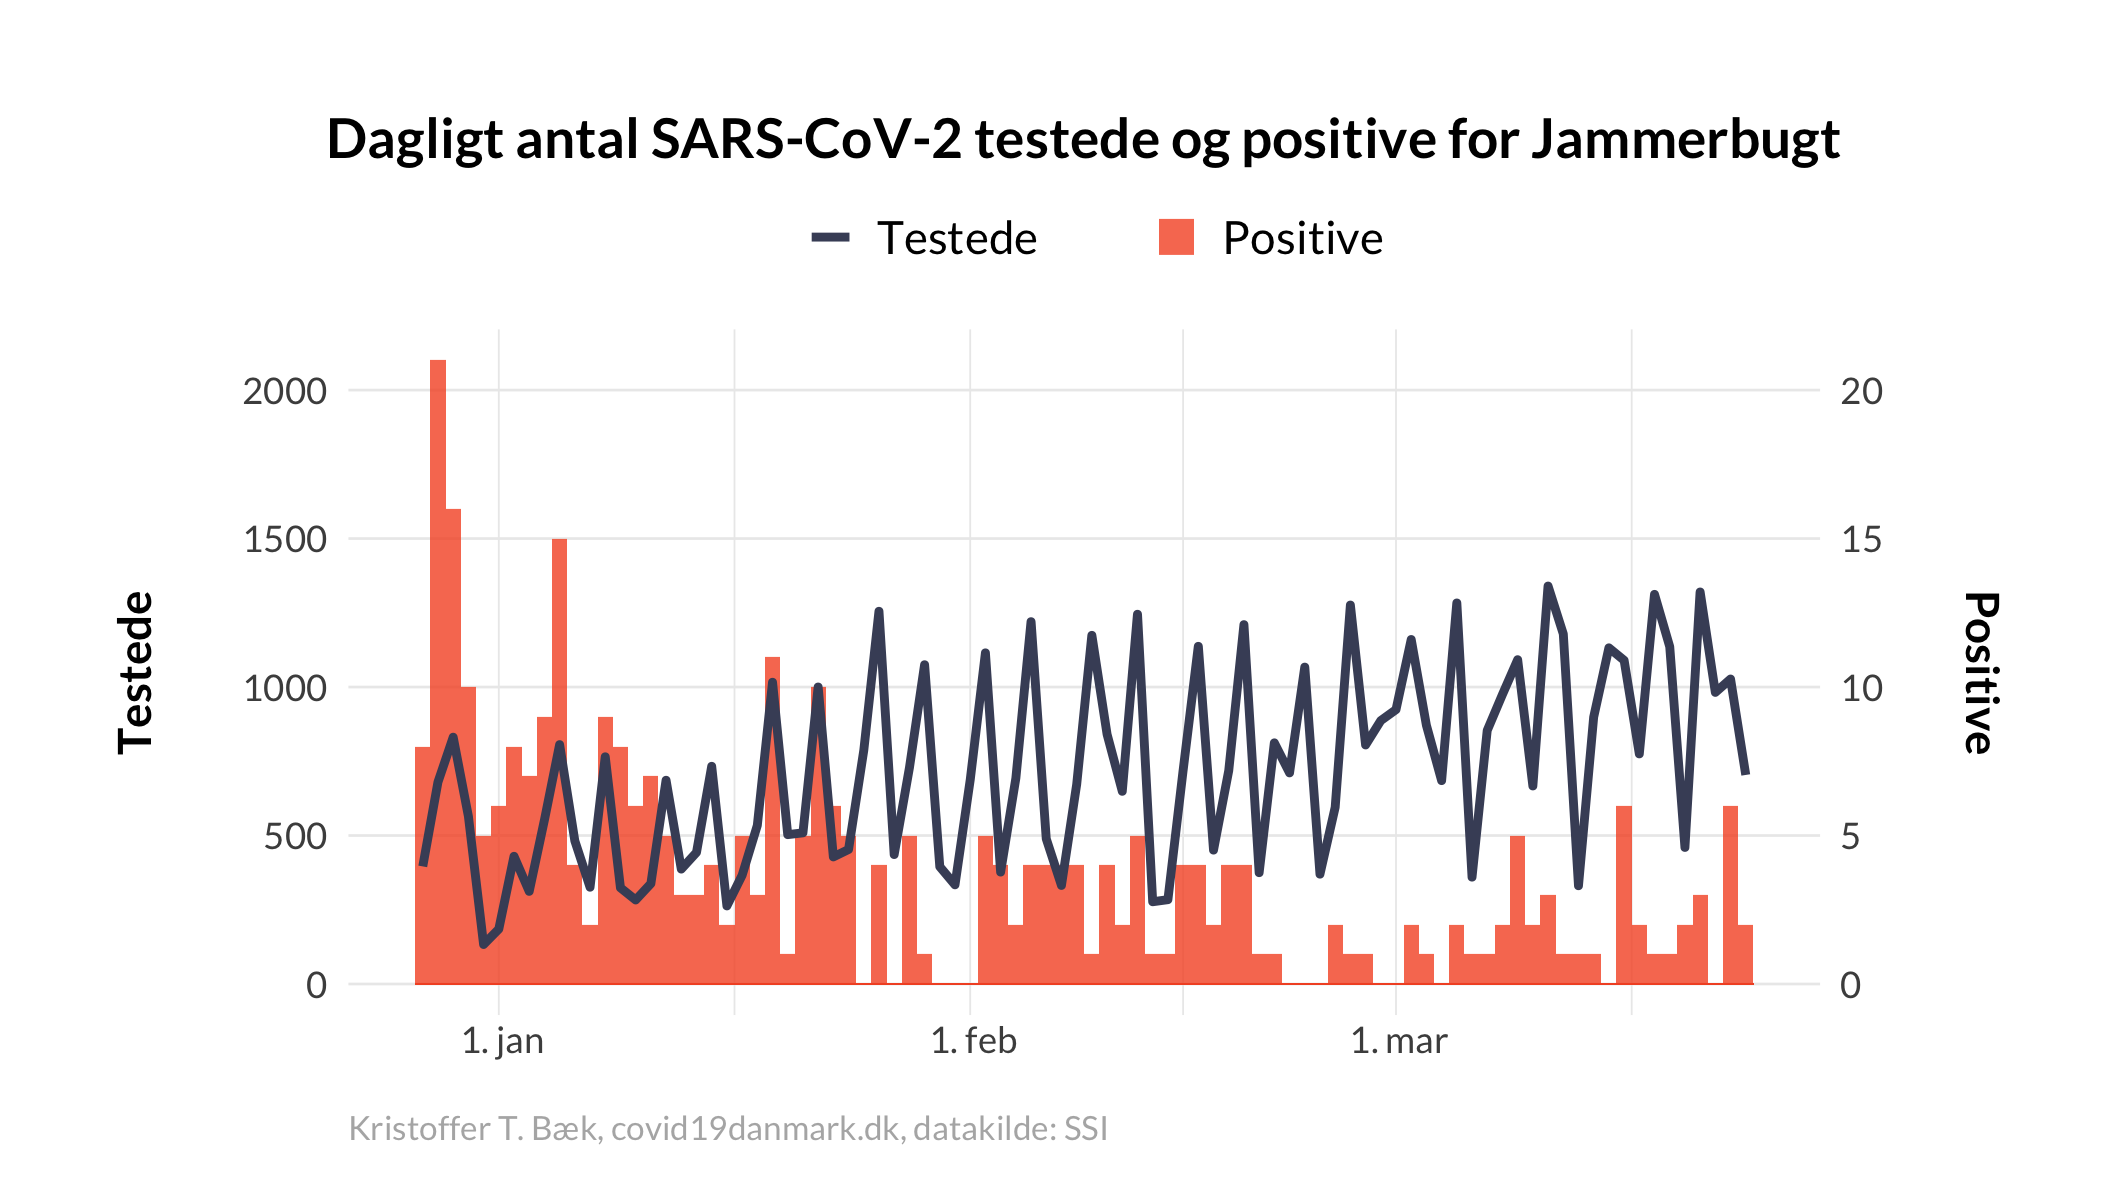 Dagligt antal SARS-CoV-2 testede og positive for Jammerbugt
Testede
Positive
2000
1500
1000
500
0
Testede
20
15
10
5
0
Positive
1. jan
1. feb
1. mar
Kristoffer T. Bæk, covid19danmark.dk, datakilde: SSI